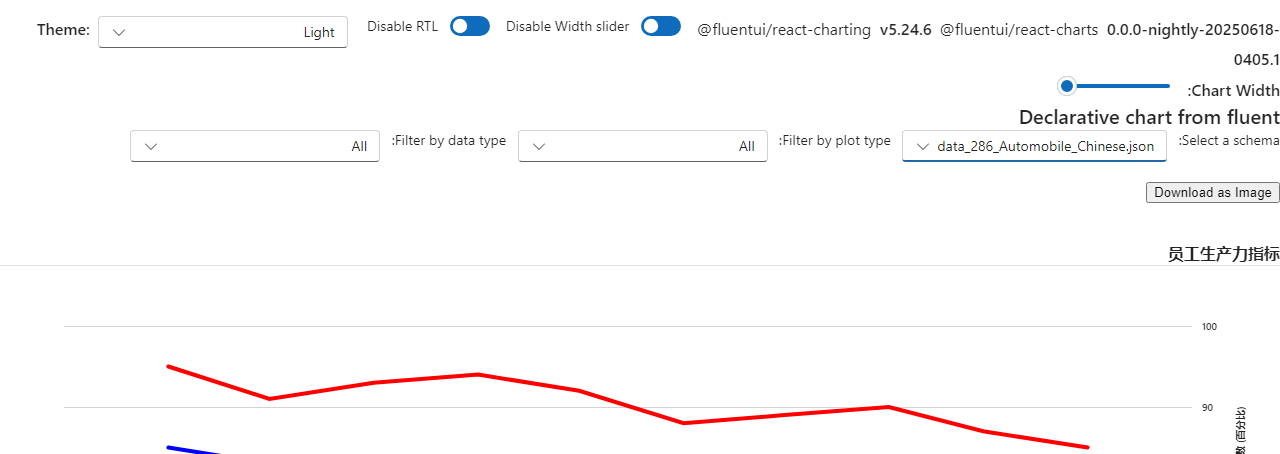 Theme: Light Disable RTL Disable Width slider @fluentui/react-charting v5.24.6 @fluentui/react-charts 0.0.0-nightly-20250618-
0405.1
:Chart Width
Declarative chart from fluent
:Select a schema data_286_Automobile_Chinese.json :Filter by plot type All :Filter by data type All
Download as Image
员工生产力指标
100
90
数 (百分比)